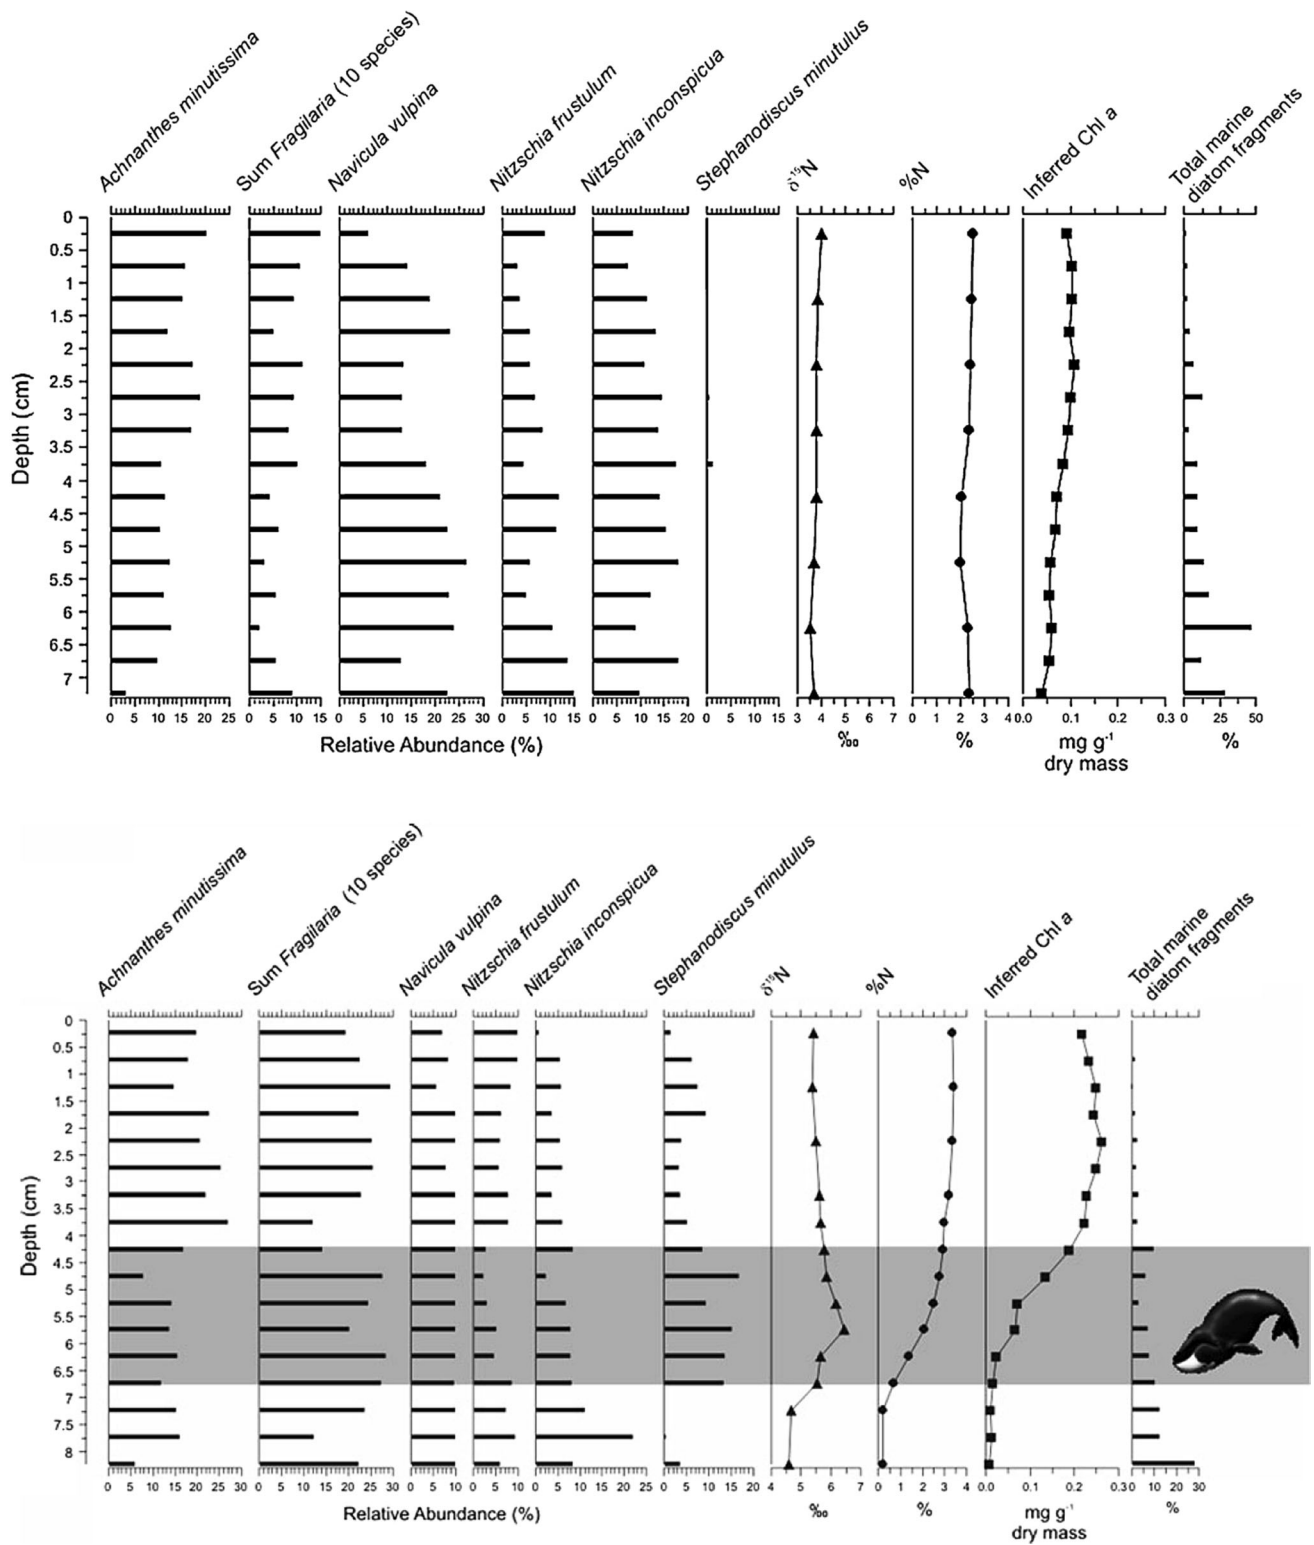 Achnanthes minutissima
Sum Fragilaria (10 species)
Navicula vulpina
Nitzschia frustulum
Nitzschia inconspicua
Stephanodiscus minutulus
δ¹⁵N
%N
Inferred Chl a
Total marine
diatom fragments
Depth (cm)
0
0.5
1
1.5
2
2.5
3
3.5
4
4.5
5
5.5
6
6.5
7
0 5 10 15 20 25
0 5 10 15
0 5 10 15 20 25 30
0 5 10 15
0 5 10 15 20
0 5 10 15
3 4 5 6 7
0 1 2 3 4
0.0 0.1 0.2 0.3
0 25 50
Relative Abundance (%)
‰
%
mg g⁻¹
dry mass
%
Achnanthes minutissima
Sum Fragilaria (10 species)
Navicula vulpina
Nitzschia frustulum
Nitzschia inconspicua
Stephanodiscus minutulus
δ¹⁵N
%N
Inferred Chl a
Total marine
diatom fragments
Depth (cm)
0
0.5
1
1.5
2
2.5
3
3.5
4
4.5
5
5.5
6
6.5
7
7.5
8
0 5 10 15 20 25 30
0 5 10 15 20 25 30
0 5 10
0 5 10
0 5 10 15 20 25
0 5 10 15 20
4 5 6 7
0 1 2 3 4
0.0 0.1 0.2 0.3
0 10 20 30
Relative Abundance (%)
‰
%
mg g⁻¹
dry mass
%